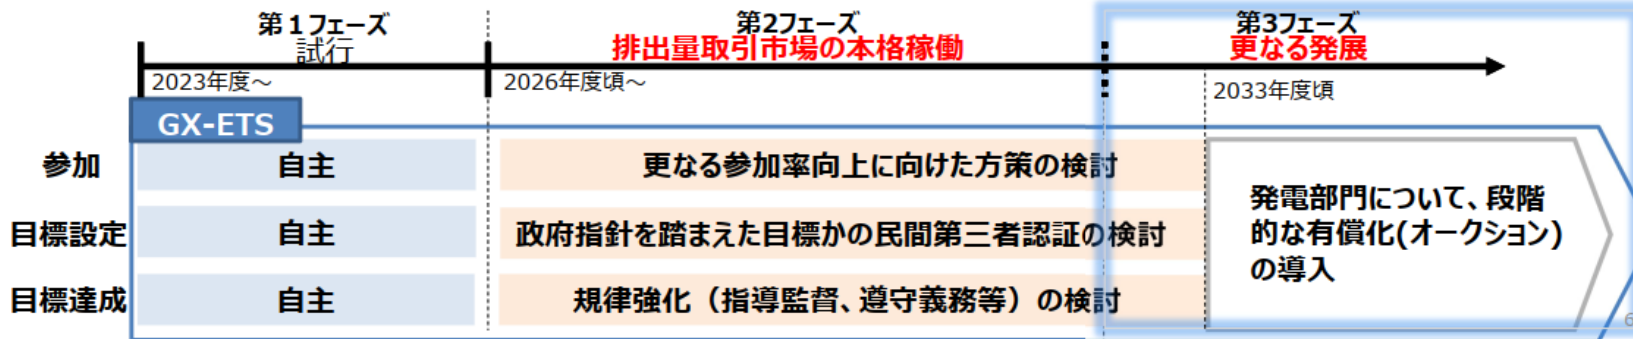 第1フェーズ
試行
第2フェーズ
排出量取引市場の本格稼働
第3フェーズ
更なる発展
2023年度～
2026年度頃～
2033年度頃
GX-ETS
参加
自主
更なる参加率向上に向けた方策の検討
目標設定
自主
政府指針を踏まえた目標かの民間第三者認証の検討
目標達成
自主
規律強化（指導監督、遵守義務等）の検討
発電部門について、段階
的な有償化(オークション)
の導入
6